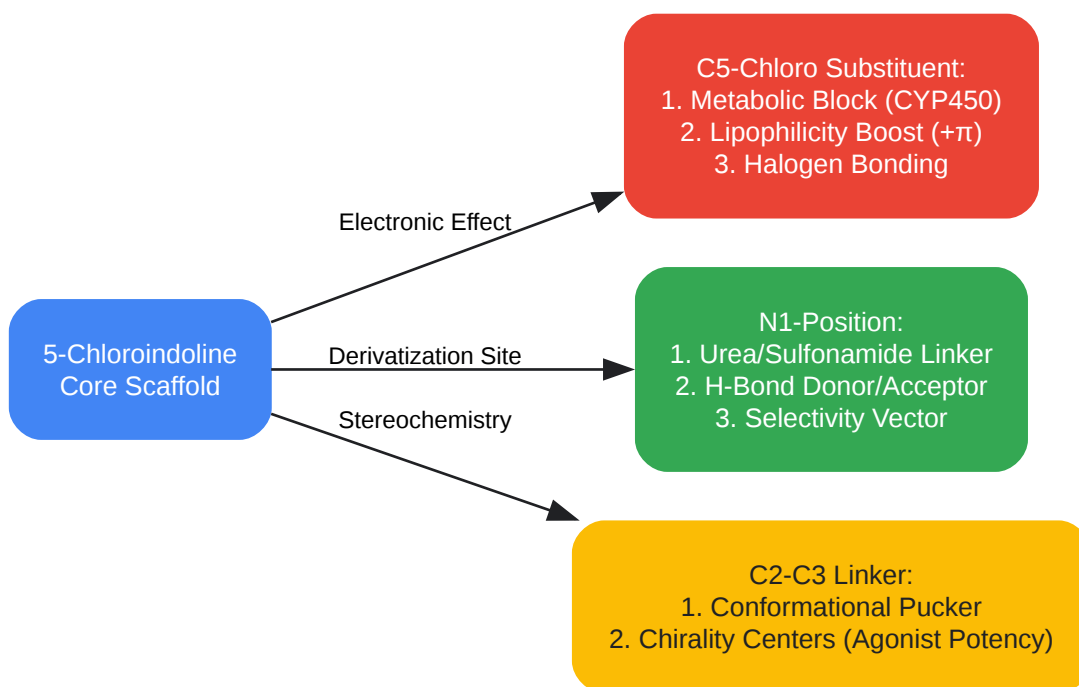 C5-Chloro Substituent:
1. Metabolic Block (CYP450)
2. Lipophilicity Boost (+π)
3. Halogen Bonding
Electronic Effect
5-Chloroindoline
Core Scaffold
Derivatization Site
N1-Position:
1. Urea/Sulfonamide Linker
2. H-Bond Donor/Acceptor
3. Selectivity Vector
Stereochemistry
C2-C3 Linker:
1. Conformational Pucker
2. Chirality Centers (Agonist Potency)